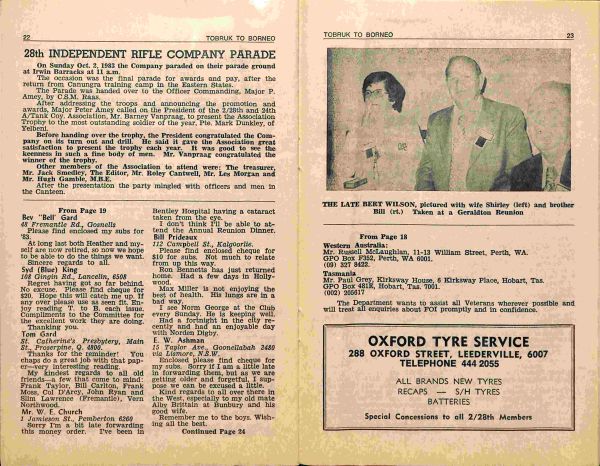 22
TOBRUK TO BORNEO
28th INDEPENDENT RIFLE COMPANY PARADE
On Sunday Oct. 2, 1983 the Company paraded on their parade ground
at Irwin Barracks at 11 a.m.
The occasion was the final parade for awards and pay, after the
return from Canungra training camp in the Eastern States.
The Parade was handed over to the Officer Commanding, Major P.
Amey, by C.S.M. Raax.
After addressing the troops and announcing the promotion and
awards, Major Peter Amey called on the President of the 2/28th and 24th
A/Tank Coy. Association, Mr. Barney Vanpraag, to present the Association
Trophy to the most outstanding soldier of the year, Pte. Mark Dunkley, of
Yelbeni.
Before handing over the trophy, the President congratulated the Com-
pany on its turn out and drill. He said it gave the Association great
satisfaction to present the trophy each year. It was good to see the
keenness in such a fine body of men. Mr. Vanpraag congratulated the
winner of the trophy.
Other members of the Association to attend were: The treasurer,
Mr. Jack Smedley, The Editor, Mr. Roley Cantwell, Mr. Les Morgan and
Mr. Hugh Gamble, M.B.E.
After the presentation the party mingled with officers and men in
the Canteen.
From Page 19
Bev "Bell" Gard
48 Fremantle Rd., Gosnells
Please find enclosed my subs for
'83.
At long last both Heather and my-
self are now retired, so now we hope
to be able to do the things we want.
Sincere regards to all.
Syd (Blue) King
108 Gingin Rd., Lancelin, 6508
Regret having got so far behind.
No excuse. Please find cheque for
$20. Hope this will catch me up. If
any over please use as seem fit. En-
joy reading T. to B. each issue.
Compliments to the Committee for
the excellent work they are doing.
Thanking you.
Tom Gard
St. Catherine's Presbytery, Main
St., Proserpine, Q. 4800.
Thanks for the reminder! You
chaps do a good job with that pap-
er—very interesting reading.
My kindest regards to all old
friends—a few that come to mind:
Frank Taylor, Bill Carlton, Frank
Ross, Col D'Arcy, John Ryan and
Slim Lawrence (Fremantle), Vern
Northwood.
Mr. W. E. Church
1 Jamieson St., Pemberton 6260
Sorry I'm a bit late forwarding
this money order. I've been in
Bentley Hospital having a cataract
taken from the eye.
I don't think I'll be able to at-
tend the Annual Reunion Dinner.
Bill Prideaux
112 Campbell St., Kalgoorlie.
Please find enclosed cheque for
$10 for subs. Not much to relate
from up this way.
Ron Bennetts has just returned
home. Had a few days in Holly-
wood.
Max Miller is not enjoying the
best of health. His lungs are in a
bad way.
I see Norm George at the Club
every Sunday. He is keeping well.
Had a fortnight in the city re-
cently and had an enjoyable day
with Norden Digby.
E. W. Ashman
15 Taylor Ave., Goonellabah 2480
via Lismore, N.S.W.
Enclosed please find cheque for
my subs. Sorry if I am a little late
in forwarding them, but as we are
getting older and forgetful, I sup-
pose we can be excused a little.
Kind regards to all over there in
the West, especially to my old mate
Alby Brittain at Bunbury and his
good wife.
Remember me to the boys. Wish-
ing all the best.
Continued Page 24
TOBRUK TO BORNEO
23
THE LATE BERT WILSON, pictured with wife Shirley (left) and brother
Bill (rt.) Taken at a Geraldton Reunion
From Page 18
Western Australia:
Mr. Russell McLaughlan, 11-13 William Street, Perth, WA.
GPO Box F352, Perth, WA 6001.
(09) 327 8422.
Tasmania
Mr. Paul Grey, Kirksway House, 6 Kirksway Place, Hobart, Tas.
GPO Box 481E, Hobart, Tas. 7001.
(002) 205017
The Department wants to assist all Veterans wherever possible and
will treat all enquiries about FOI promptly and in confidence.
OXFORD TYRE SERVICE
288 OXFORD STREET, LEEDERVILLE, 6007
TELEPHONE 444 2055
ALL BRANDS NEW TYRES
RECAPS — S/H TYRES
BATTERIES
Special Concessions to all 2/28th Members